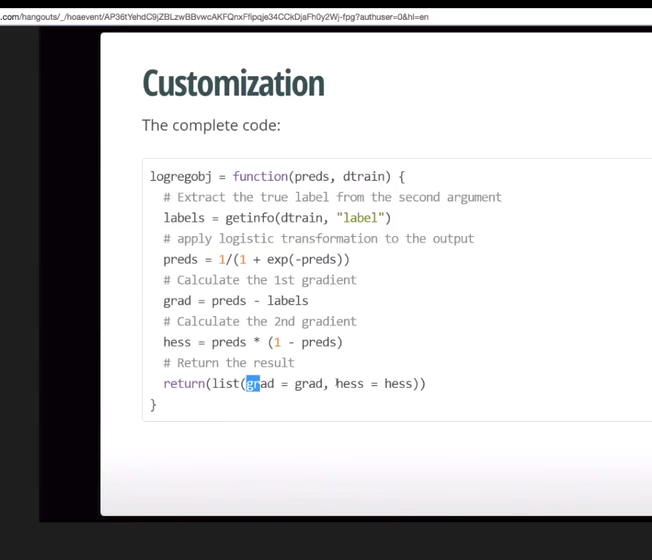 .com/hangouts/_/hoaevent/AP36tYehdC9jZBLzwBBvwcAKFQnxFfipqje34CCkDjaFh0y2Wj-fpg?authuser=0&hl=en
Customization
The complete code:
logregobj = function(preds, dtrain) {
# Extract the true label from the second argument
labels = getinfo(dtrain, "label")
# apply logistic transformation to the output
preds = 1/(1 + exp(-preds))
# Calculate the 1st gradient
grad = preds - labels
# Calculate the 2nd gradient
hess = preds * (1 - preds)
# Return the result
return(list(grad = grad, hess = hess))
}